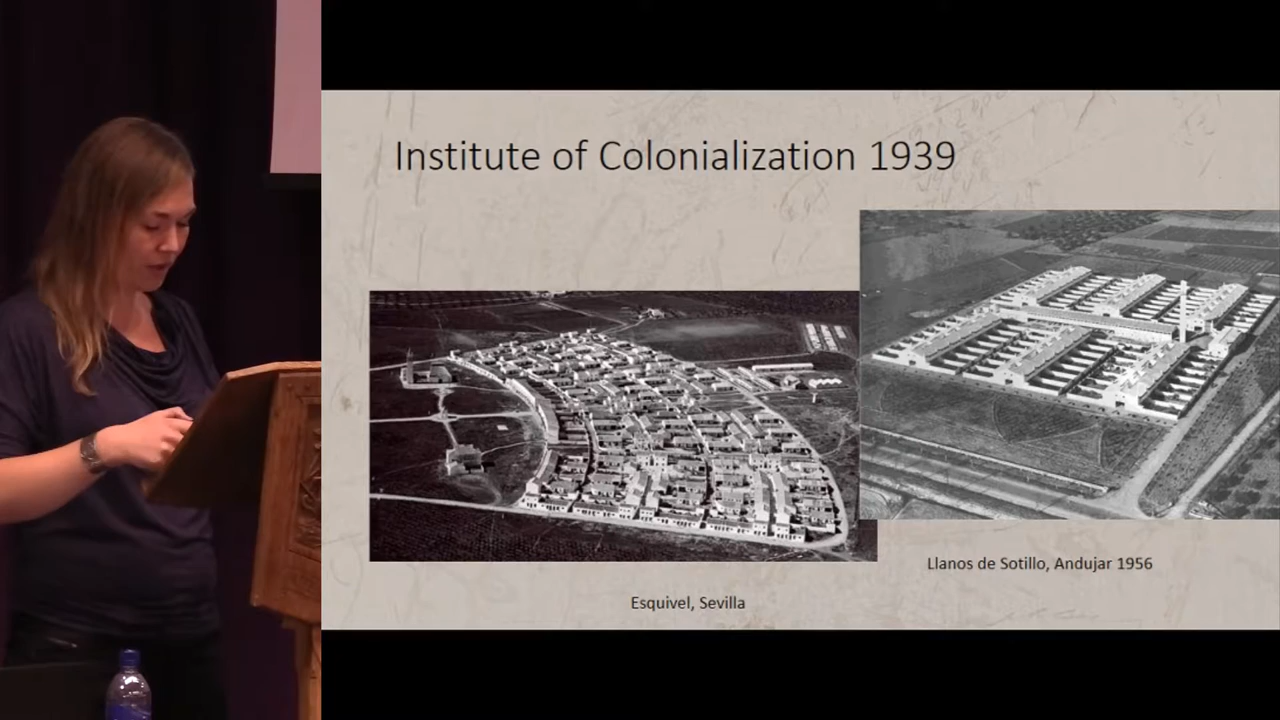 Institute of Colonialization 1939
Llanos de Sotillo, Andujar 1956
Esquivel, Sevilla